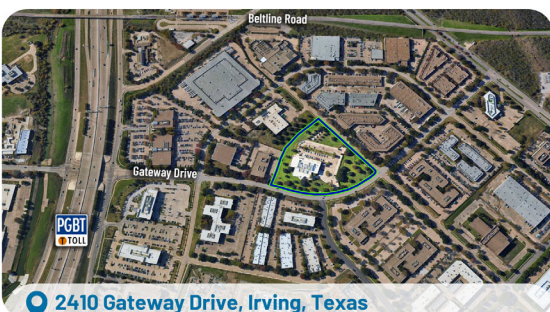 Beltline Road
Gateway Drive
PGBT
TOLL
2410 Gateway Drive, Irving, Texas